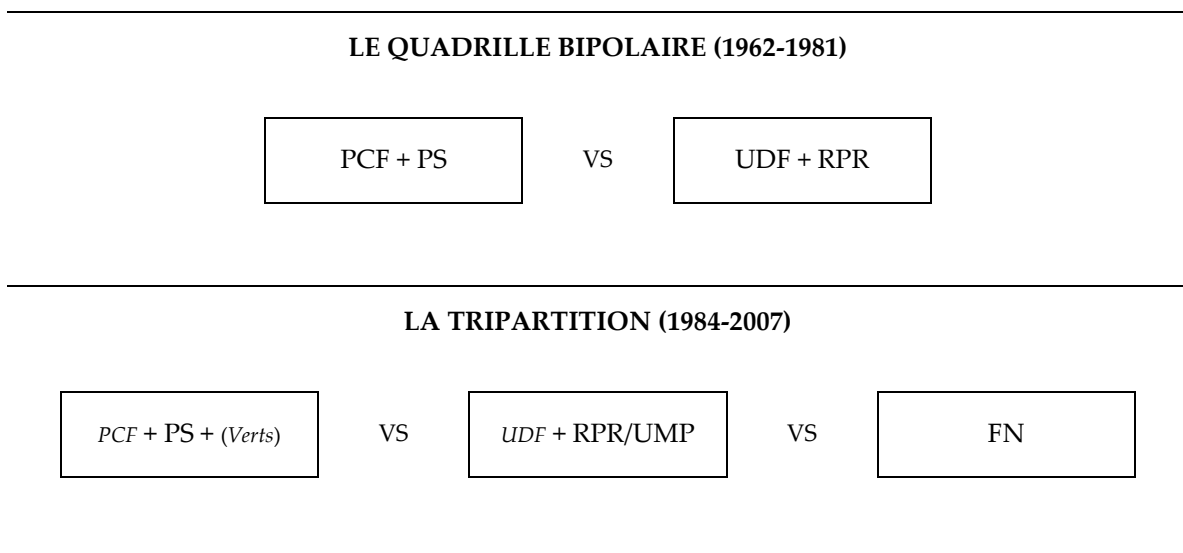 LE QUADRILLE BIPOLAIRE (1962-1981)
PCF + PS VS UDF + RPR
LA TRIPARTITION (1984-2007)
PCF + PS + (Verts) VS UDF + RPR/UMP VS FN